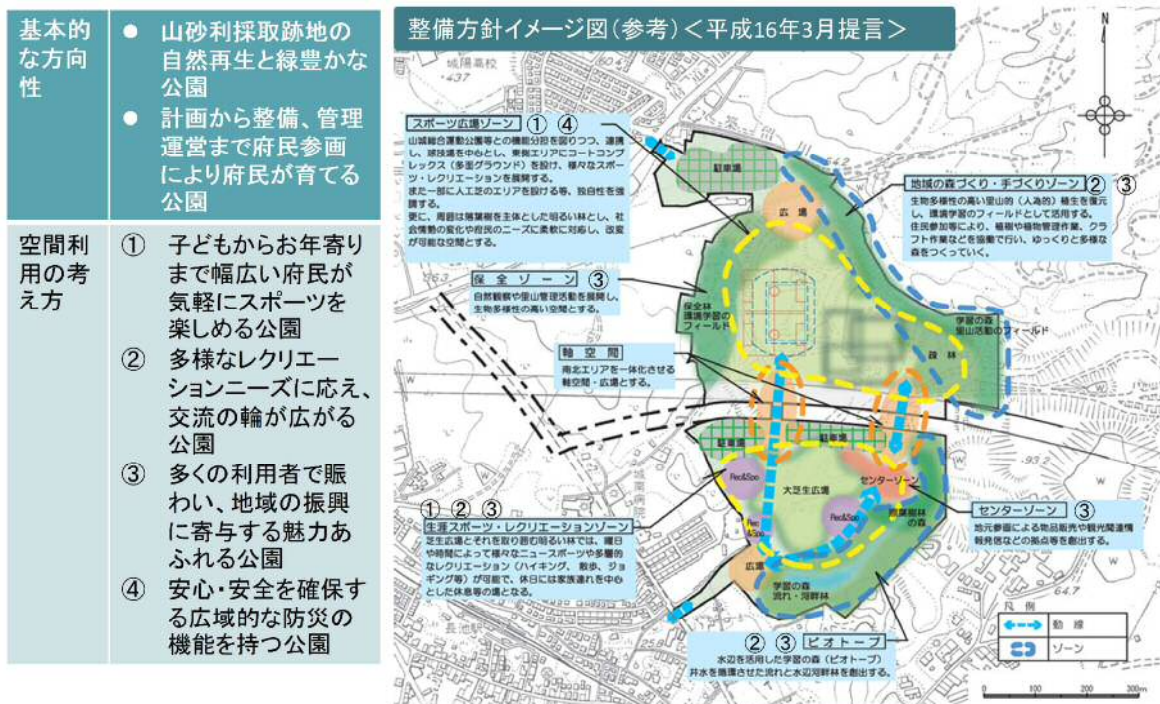 基本的
な方向
性
● 山砂利採取跡地の
自然再生と緑豊かな
公園
● 計画から整備、管理
運営まで府民参画
により府民が育てる
公園
空間利
用の考
え方
① 子どもからお年寄り
まで幅広い府民が
気軽にスポーツを
楽しめる公園
② 多様なレクリエー
ションニーズに応え、
交流の輪が広がる
公園
③ 多くの利用者で賑
わい、地域の振興
に寄与する魅力あ
ふれる公園
④ 安心・安全を確保す
る広域的な防災の
機能を持つ公園
整備方針イメージ図(参考)<平成16年3月提言>
城陽高校
スポーツ広場ゾーン ① ④
山城総合運動公園等との機能分担を図りつつ、連携
し、球技場を中心とし、東側エリアにコートコンプ
レックス(多面グラウンド)を設け、様々なスポー
ツ・レクリエーションを展開する。
また一部に人工芝のエリアを設ける等、独自性を強
調する。
更に、周囲は落葉樹を主体とした明るい林とし、社
会情勢の変化や府民のニーズに柔軟に対応し、改変
が可能な空間とする。
保全ゾーン ③
自然観察や里山管理活動を展開し、
生物多様性の高い空間とする。
軸空間
南北エリアを一体化させる
軸空間・広場とする。
① ② ③
生涯スポーツ・レクリエーションゾーン
芝生広場とそれを取り囲む明るい林では、曜日
や時間によって様々なニュースポーツや多層的
なレクリエーション(ハイキング、散歩、ジョ
ギング等)が可能で、休日には家族連れを中心
とした休息等の場となる。
② ③ ビオトープ
水辺を活用した学習の森(ビオトープ)
井水を循環させた流れと水辺河畔林を創出する。
地域の森づくり・手づくりゾーン ② ③
生物多様性の高い里山的(人為的)植生を復元
し、環境学習のフィールドとして活用する。
住民参加等により、植樹や植物管理作業、クラ
フト作業などを協働で行い、ゆっくりと多様な
森をつくっていく。
センターゾーン ③
地元参画による物品販売や観光関連情
報発信などの拠点等を創出する。
駐車場
広場
保全林
環境学習の
フィールド
学習の森
里山活動のフィールド
疎林
駐車場
駐車場
Rec&Spo
大芝生広場
センターゾーン
Rec
&Spo
Rec&Spo
樹林
の森
広場
学習の森
流れ・河畔林
長池駅
64.7
25.8
N
凡例
動線
ゾーン
0 100 200 300m